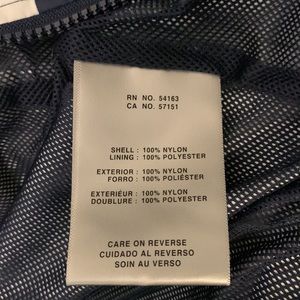 RN NO. 54163
CA NO. 57151
SHELL : 100% NYLON
LINING : 100% POLYESTER
EXTERIOR : 100% NYLON
FORRO : 100% POLIÉSTER
EXTÉRIEUR : 100% NYLON
DOUBLURE : 100% POLYESTER
CARE ON REVERSE
CUIDADO AL REVERSO
SOIN AU VERSO